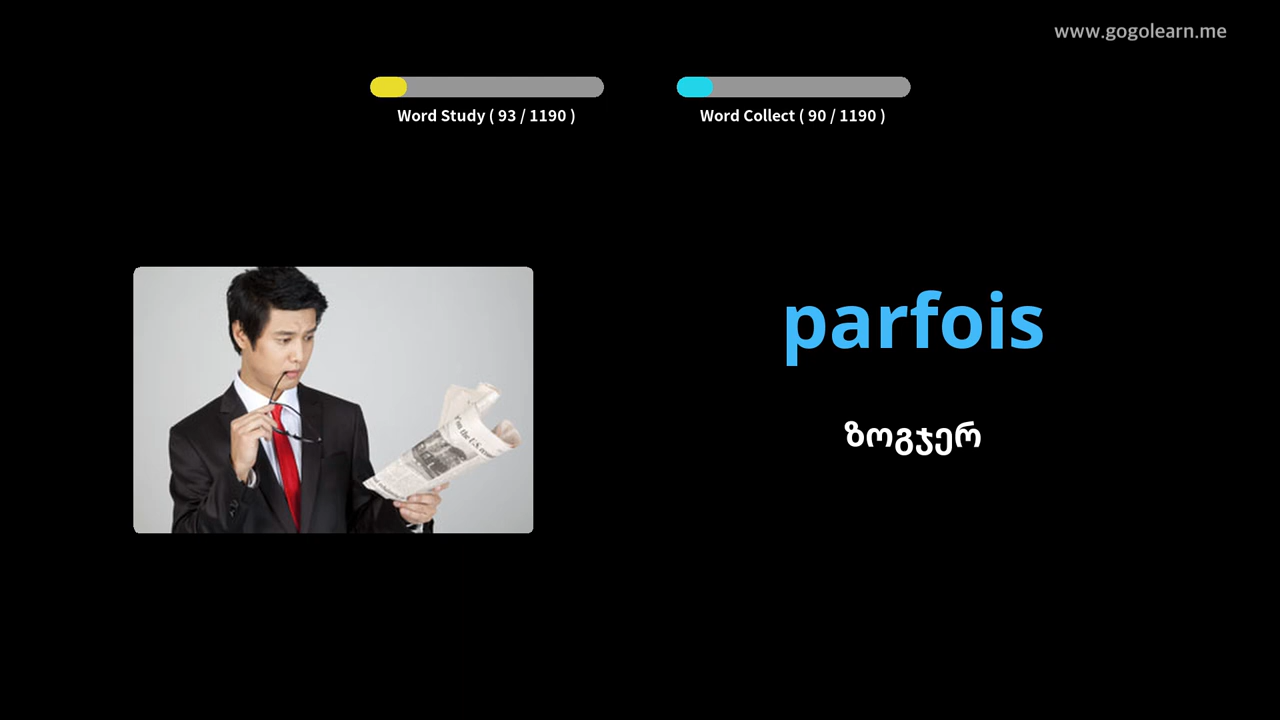 www.gogolearn.me
Word Study ( 93 / 1190 )
Word Collect ( 90 / 1190 )
parfois
ზოგჯერ